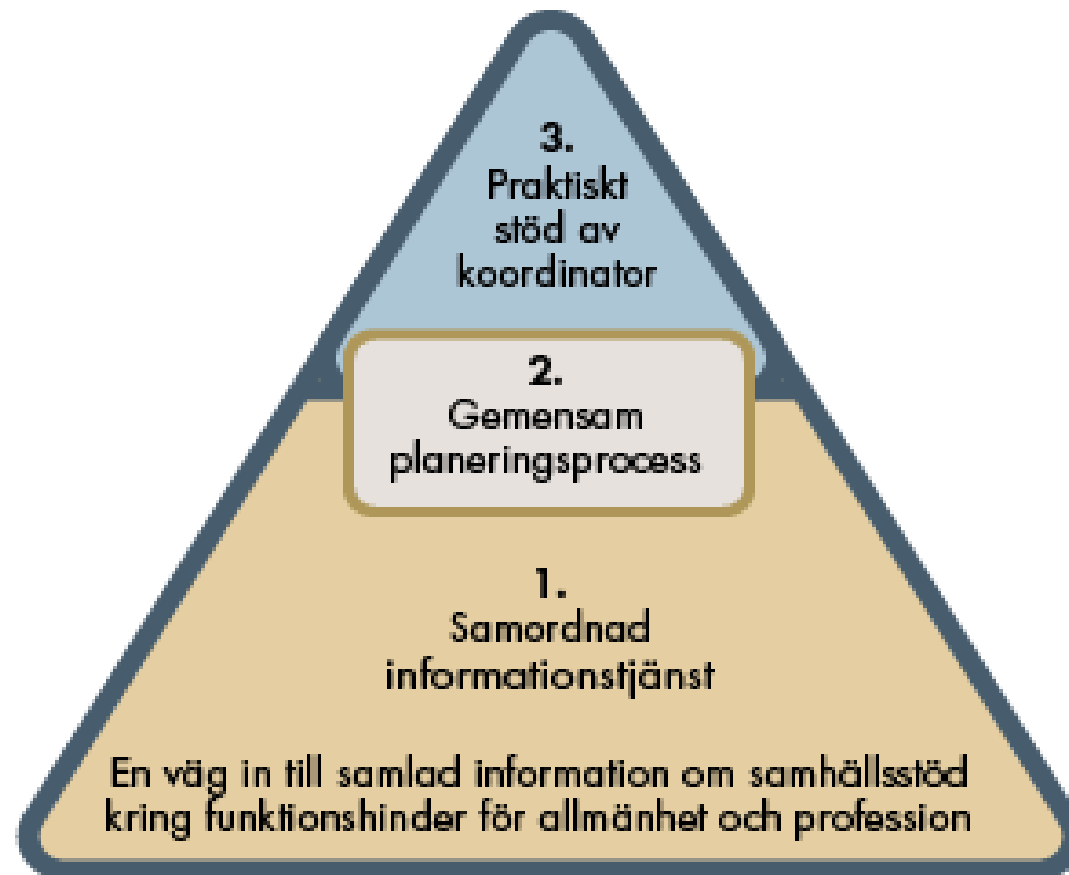 3.
Praktiskt
stöd av
koordinator
2.
Gemensam
planeringsprocess
1.
Samordnad
informationstjänst
En väg in till samlad information om samhällsstöd
kring funktionshinder för allmänhet och profession